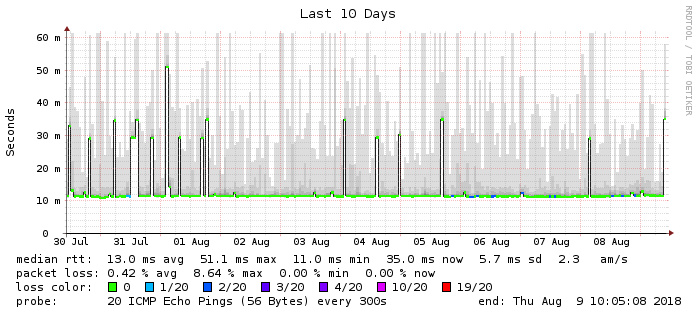 Last 10 Days
RRDTOOL / TOBI OETIKER
Seconds
60 m
50 m
40 m
30 m
20 m
10 m
0
30 Jul 31 Jul 01 Aug 02 Aug 03 Aug 04 Aug 05 Aug 06 Aug 07 Aug 08 Aug
median rtt: 13.0 ms avg 51.1 ms max 11.0 ms min 35.0 ms now 5.7 ms sd 2.3 am/s
packet loss: 0.42 % avg 8.64 % max 0.00 % min 0.00 % now
loss color: 0 1/20 2/20 3/20 4/20 10/20 19/20
probe: 20 ICMP Echo Pings (56 Bytes) every 300s end: Thu Aug 9 10:05:08 2018